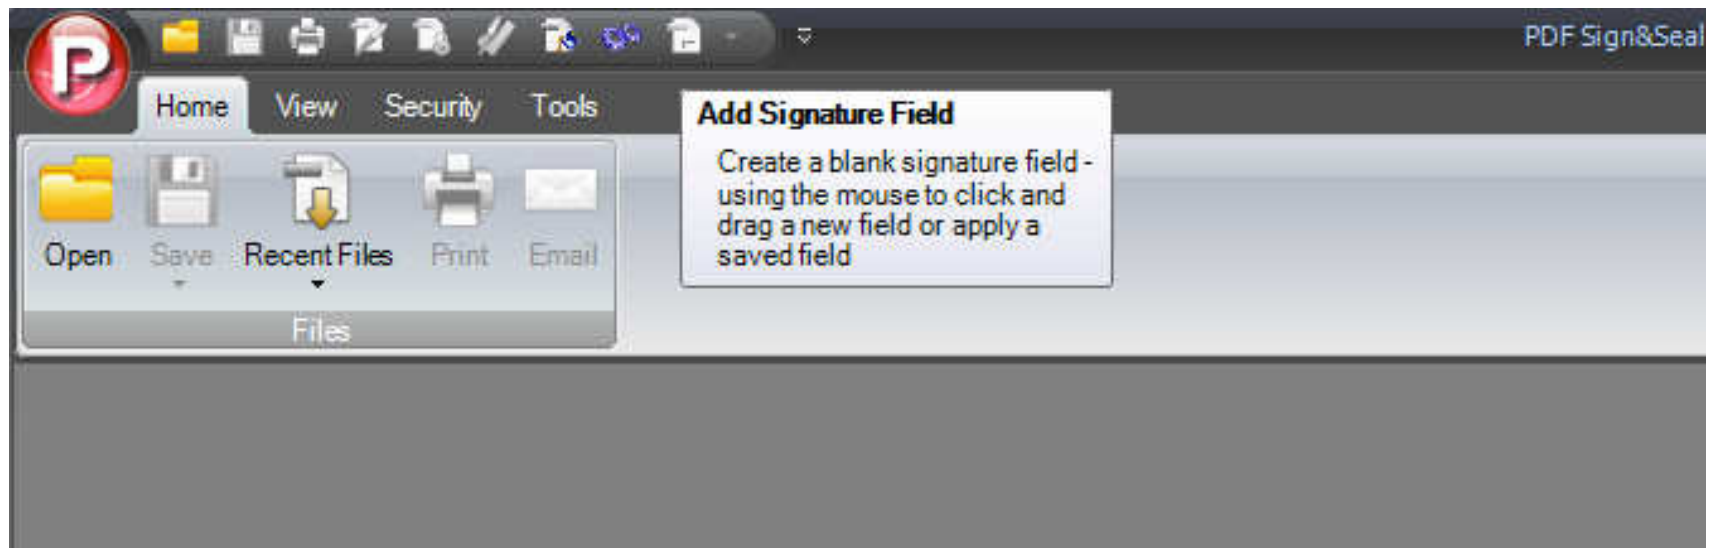 PDF Sign&Seal
P
Home View Security Tools
Add Signature Field
Create a blank signature field -
using the mouse to click and
drag a new field or apply a
saved field
Open Save Recent Files Print Email
Files